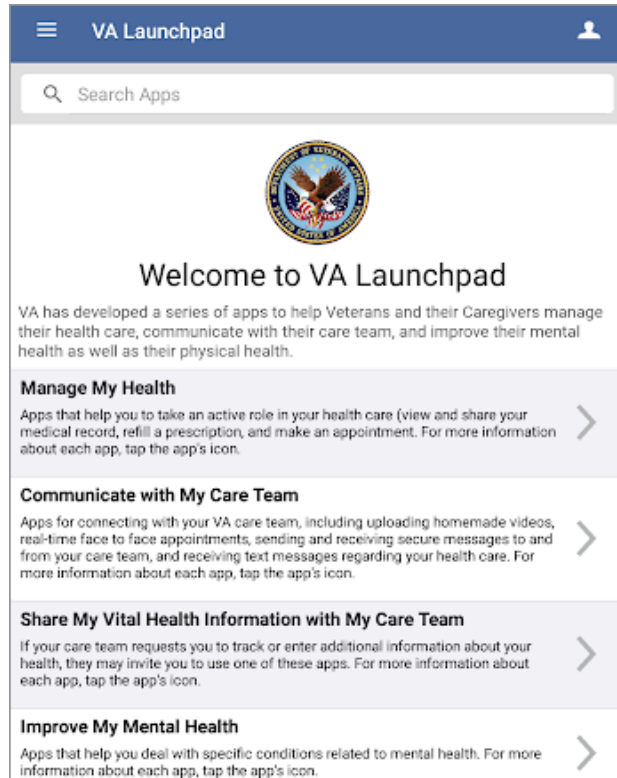 VA Launchpad
Search Apps
DEPARTMENT OF VETERANS AFFAIRS
UNITED STATES OF AMERICA
Welcome to VA Launchpad
VA has developed a series of apps to help Veterans and their Caregivers manage
their health care, communicate with their care team, and improve their mental
health as well as their physical health.
Manage My Health
Apps that help you to take an active role in your health care (view and share your
medical record, refill a prescription, and make an appointment. For more information
about each app, tap the app's icon.
Communicate with My Care Team
Apps for connecting with your VA care team, including uploading homemade videos,
real-time face to face appointments, sending and receiving secure messages to and
from your care team, and receiving text messages regarding your health care. For
more information about each app, tap the app's icon.
Share My Vital Health Information with My Care Team
If your care team requests you to track or enter additional information about your
health, they may invite you to use one of these apps. For more information about
each app, tap the app's icon.
Improve My Mental Health
Apps that help you deal with specific conditions related to mental health. For more
information about each app, tap the app's icon.